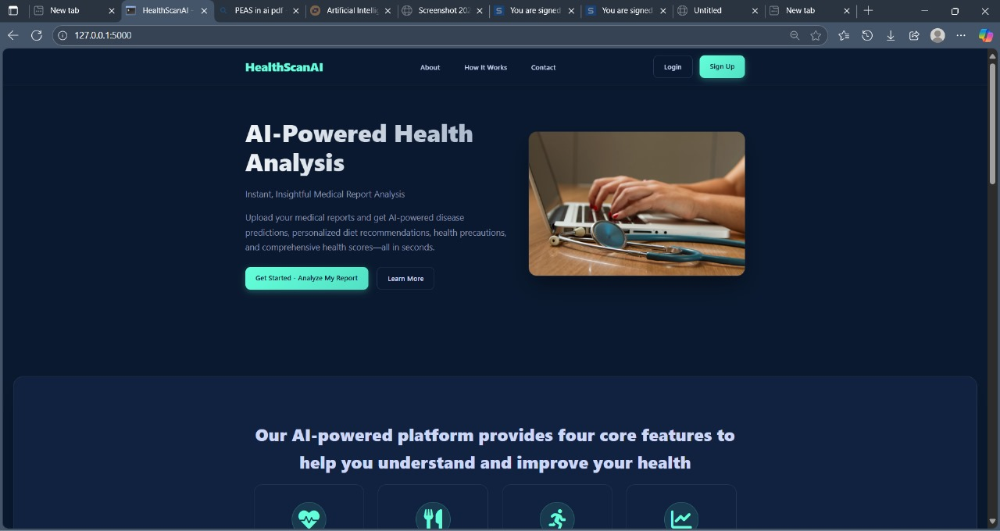 New tab
HealthScanAI -
PEAS in ai pdf
Artificial Intellig
Screenshot 202
You are signed
You are signed
Untitled
New tab
127.0.0.1:5000
HealthScanAI
About
How It Works
Contact
Login
Sign Up
AI-Powered Health
Analysis
Instant, Insightful Medical Report Analysis
Upload your medical reports and get AI-powered disease
predictions, personalized diet recommendations, health precautions,
and comprehensive health scores—all in seconds.
Get Started - Analyze My Report
Learn More
Our AI-powered platform provides four core features to
help you understand and improve your health